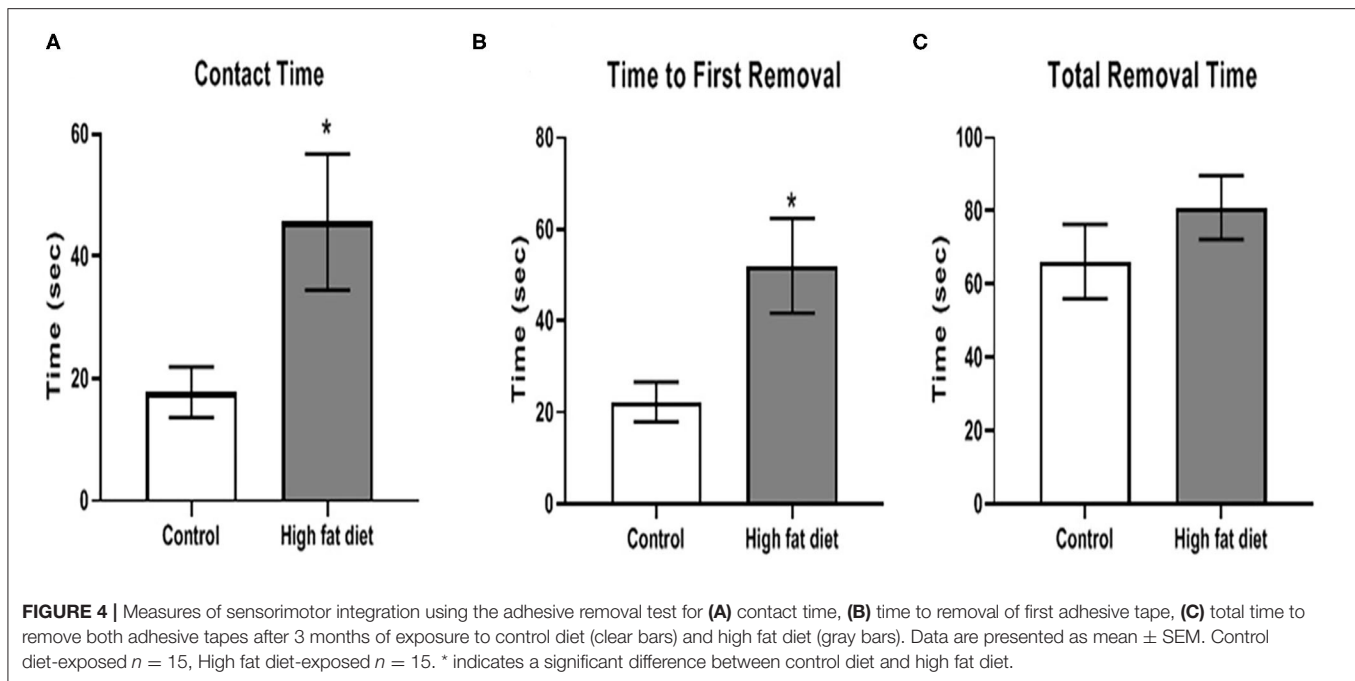 A
Contact Time
Time (sec)
60
40
20
0
*
Control
High fat diet
B
Time to First Removal
Time (sec)
80
60
40
20
0
*
Control
High fat diet
C
Total Removal Time
Time (sec)
100
80
60
40
20
0
Control
High fat diet
FIGURE 4 | Measures of sensorimotor integration using the adhesive removal test for (A) contact time, (B) time to removal of first adhesive tape, (C) total time to
remove both adhesive tapes after 3 months of exposure to control diet (clear bars) and high fat diet (gray bars). Data are presented as mean ± SEM. Control
diet-exposed n = 15, High fat diet-exposed n = 15. * indicates a significant difference between control diet and high fat diet.